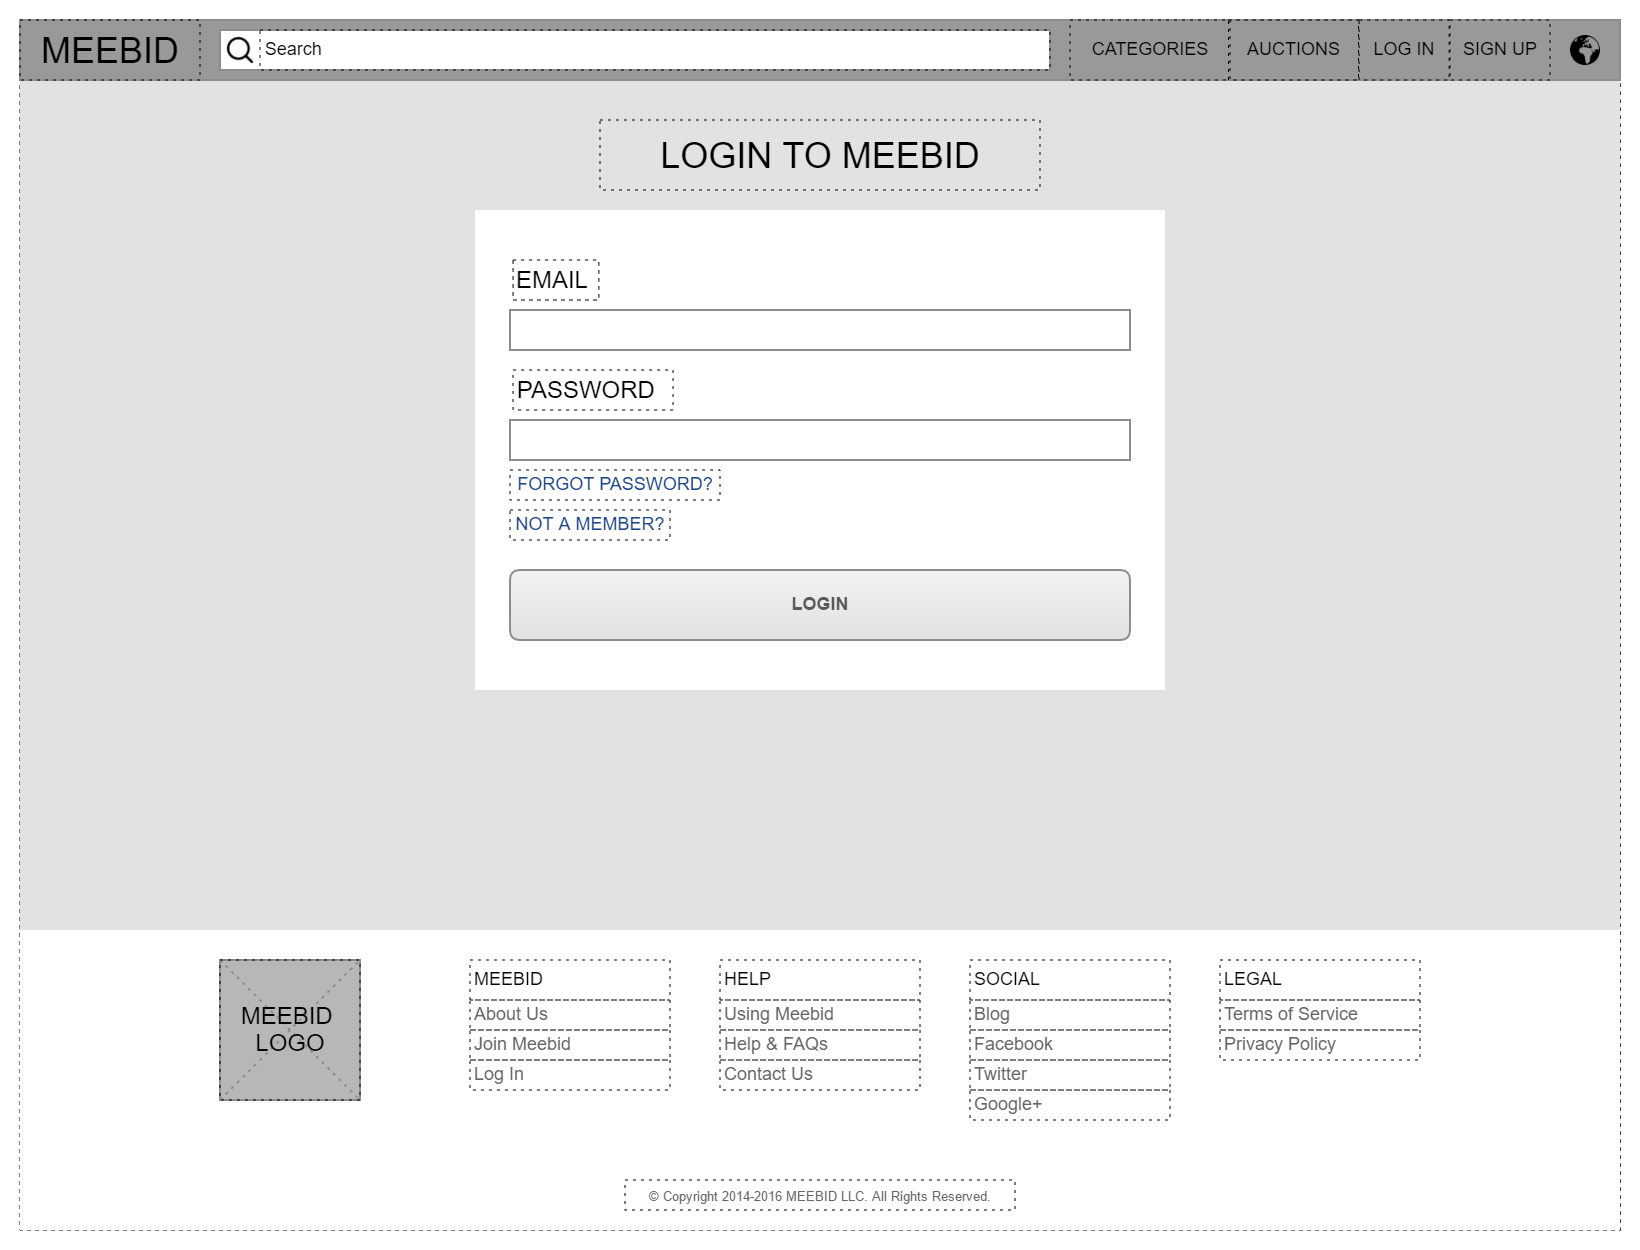 MEEBID
Search
CATEGORIES
AUCTIONS
LOG IN
SIGN UP
LOGIN TO MEEBID
EMAIL
PASSWORD
FORGOT PASSWORD?
NOT A MEMBER?
LOGIN
MEEBID
LOGO
MEEBID
About Us
Join Meebid
Log In
HELP
Using Meebid
Help & FAQs
Contact Us
SOCIAL
Blog
Facebook
Twitter
Google+
LEGAL
Terms of Service
Privacy Policy
© Copyright 2014-2016 MEEBID LLC. All Rights Reserved.